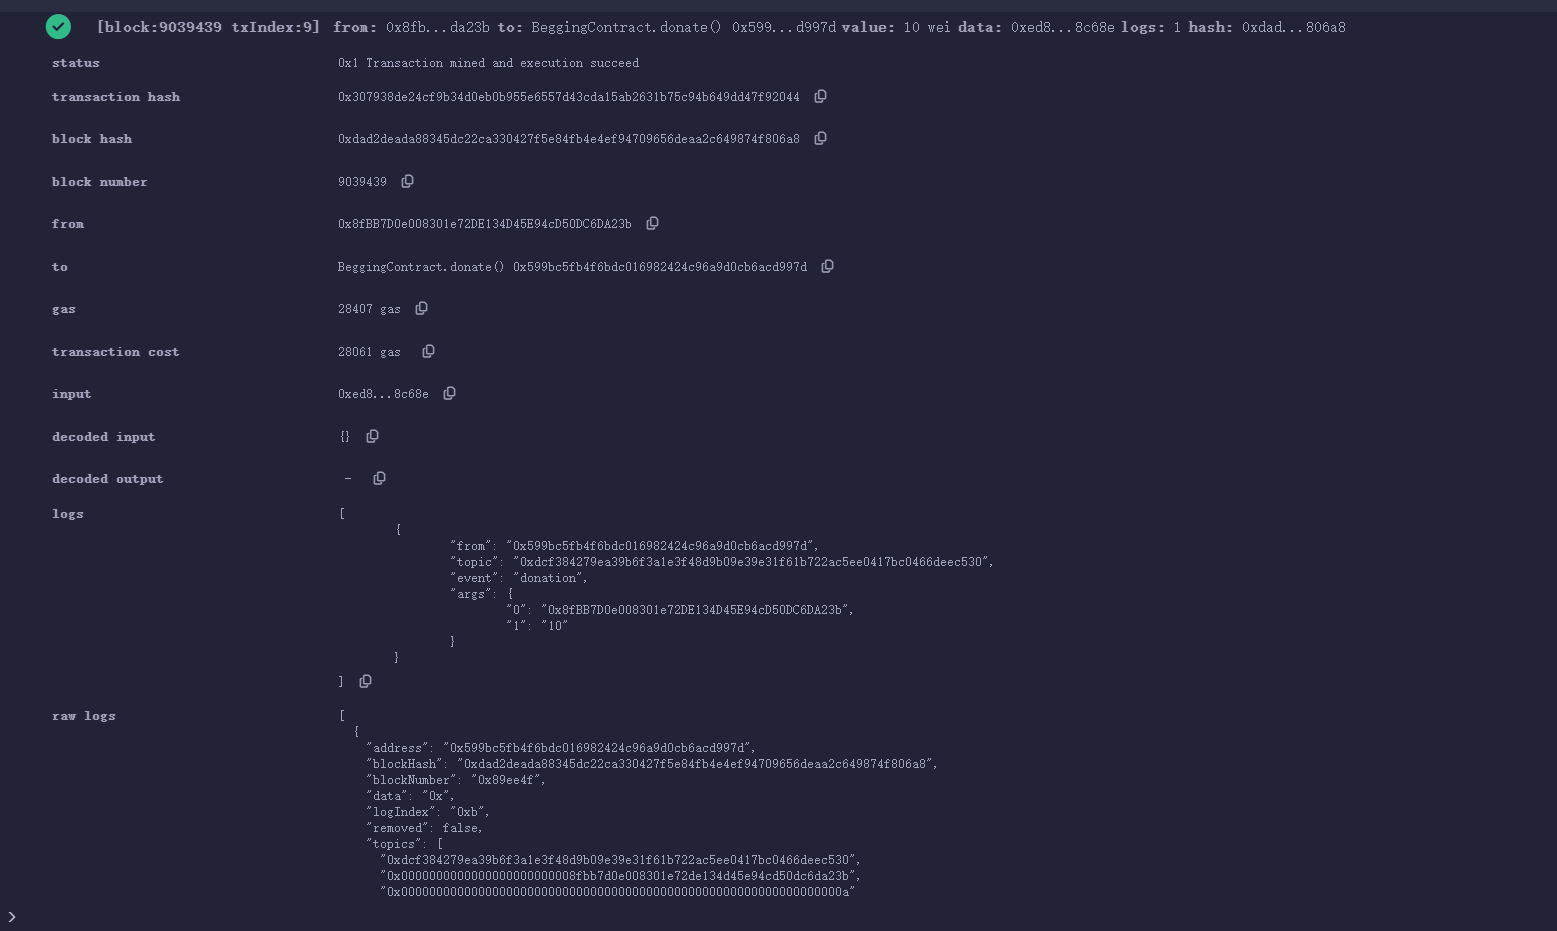 [block:9039439 txIndex:9] from: 0x8fb...da23b to: BeggingContract.donate() 0x599...d997d value: 10 wei data: 0xed8...8c68e logs: 1 hash: 0xdad...806a8
status 0x1 Transaction mined and execution succeed
transaction hash 0x307938de24cf9b34d0eb0b955e6557d43cda15ab2631b75c94b649dd47f92044
block hash 0xdad2deada88345dc22ca330427f5e84fb4e4ef94709656deaa2c649874f806a8
block number 9039439
from 0x8fBB7D0e008301e72DE134D45E94cD50DC6DA23b
to BeggingContract.donate() 0x599bc5fb4f6bdc016982424c96a9d0cb6acd997d
gas 28407 gas
transaction cost 28061 gas
input 0xed8...8c68e
decoded input {}
decoded output -
logs [
{
"from": "0x599bc5fb4f6bdc016982424c96a9d0cb6acd997d",
"topic": "0xdcf384279ea39b6f3a1e3f48d9b09e39e31f61b722ac5ee0417bc0466deec530",
"event": "donation",
"args": {
"0": "0x8fBB7D0e008301e72DE134D45E94cD50DC6DA23b",
"1": "10"
}
}
]
raw logs [
{
"address": "0x599bc5fb4f6bdc016982424c96a9d0cb6acd997d",
"blockHash": "0xdad2deada88345dc22ca330427f5e84fb4e4ef94709656deaa2c649874f806a8",
"blockNumber": "0x89ee4f",
"data": "0x",
"logIndex": "0xb",
"removed": false,
"topics": [
"0xdcf384279ea39b6f3a1e3f48d9b09e39e31f61b722ac5ee0417bc0466deec530",
"0x0000000000000000000000008fbb7d0e008301e72de134d45e94cd50dc6da23b",
"0x000000000000000000000000000000000000000000000000000000000000000a"
>